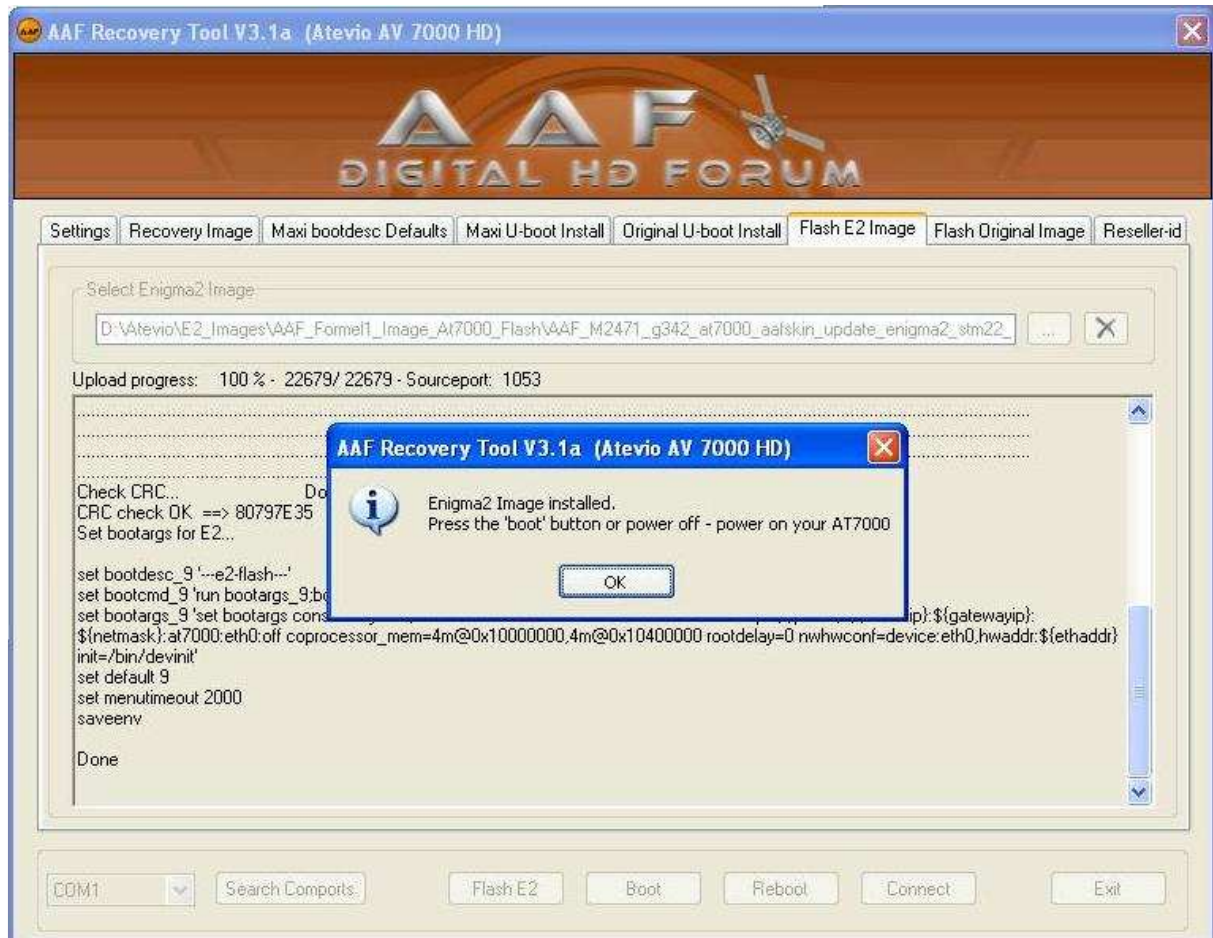 AAF Recovery Tool V3.1a (Atevio AV 7000 HD)
AAF
DIGITAL HD FORUM
Settings
Recovery Image
Maxi bootdesc Defaults
Maxi U-boot Install
Original U-boot Install
Flash E2 Image
Flash Original Image
Reseller-id
Select Enigma2 Image
D:\Atevio\E2_Images\AAF_Formel1_Image_At7000_Flash\AAF_M2471_g342_at7000_aafskin_update_enigma2_stm22_
...
Upload progress: 100 % - 22679/ 22679 - Sourceport: 1053
Check CRC... Do
CRC check OK ==> 80797E35
Set bootargs for E2...
set bootdesc_9 '---e2-flash---'
set bootcmd_9 'run bootargs_9;bo
set bootargs_9 'set bootargs cons ip}:${gatewayip}:
${netmask}:at7000:eth0:off coprocessor_mem=4m@0x10000000,4m@0x10400000 rootdelay=0 nwhwconf=device:eth0,hwaddr:${ethaddr}
init=/bin/devinit'
set default 9
set menutimeout 2000
saveenv
Done
AAF Recovery Tool V3.1a (Atevio AV 7000 HD)
Enigma2 Image installed.
Press the 'boot' button or power off - power on your AT7000
OK
COM1
Search Comports
Flash E2
Boot
Reboot
Connect
Exit